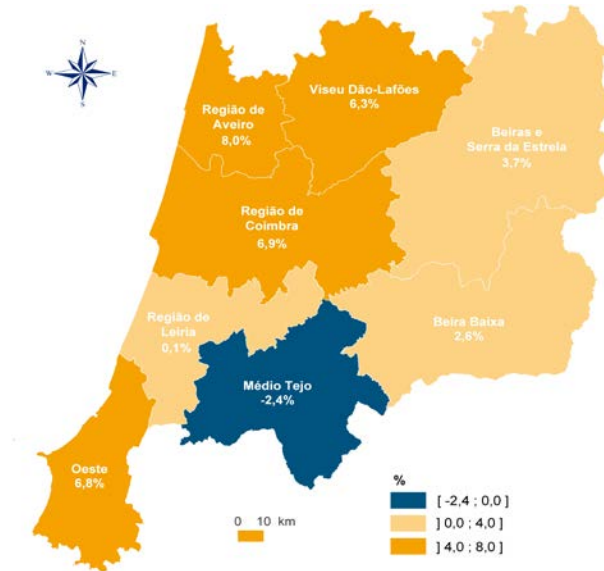 N
W E
S
Viseu Dão-Lafões
6,3%
Região de
Aveiro
8,0%
Beiras e
Serra da Estrela
3,7%
Região de
Coimbra
6,9%
Região de
Leiria
0,1%
Beira Baixa
2,6%
Médio Tejo
-2,4%
Oeste
6,8%
0 10 km
%
[ -2,4 ; 0,0 ]
] 0,0 ; 4,0 ]
] 4,0 ; 8,0 ]